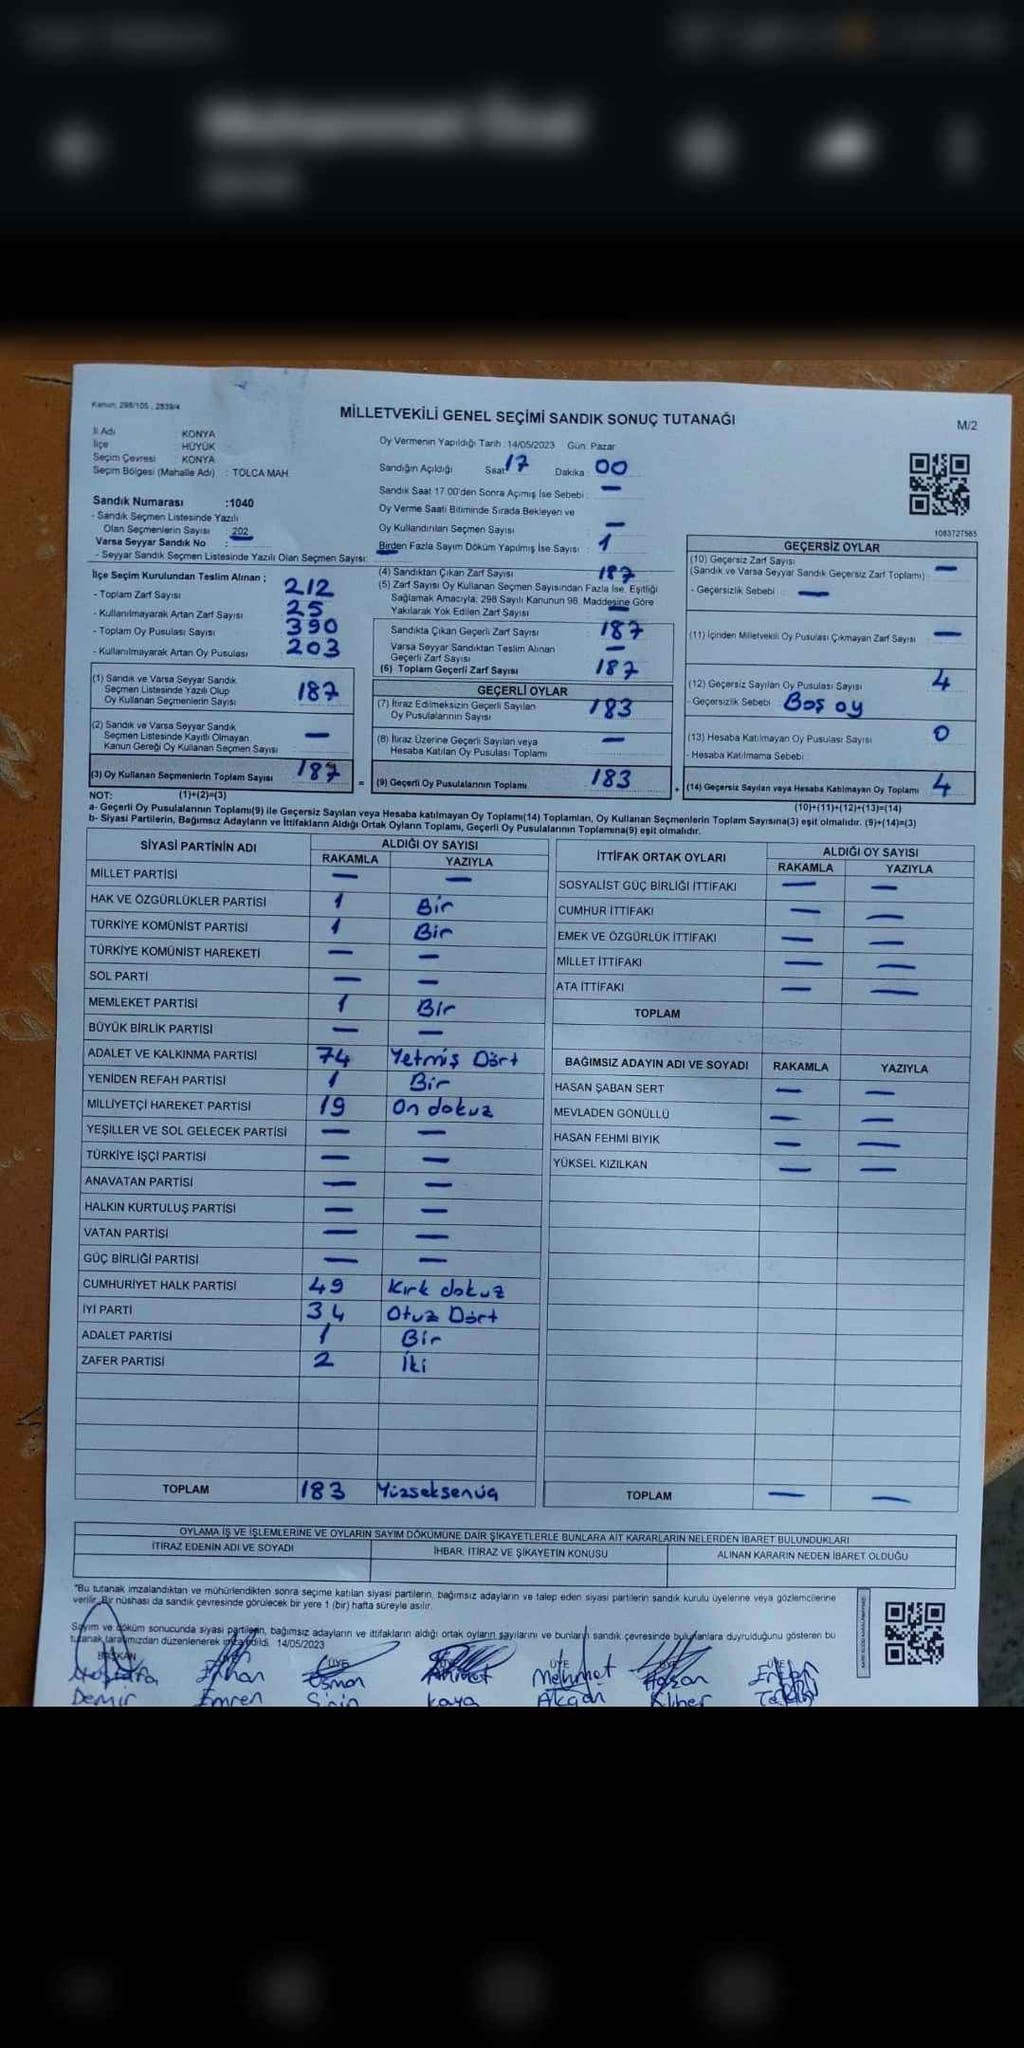 Kanun: 298/105 , 2839/4
MİLLETVEKİLİ GENEL SEÇİMİ SANDIK SONUÇ TUTANAĞI
M/2
İl Adı : KONYA
İlçe : HÜYÜK
Seçim Çevresi : KONYA
Seçim Bölgesi (Mahalle Adı) : TOLCA MAH.
Oy Vermenin Yapıldığı Tarih: 14/05/2023 Gün: Pazar
Sandığın Açıldığı Saat 17 Dakika : 00
Sandık Saat 17.00'den Sonra Açımış İse Sebebi : —
Oy Verme Saati Bitiminde Sırada Bekleyen ve
Oy Kullandırılan Seçmen Sayısı : —
Birden Fazla Sayım Döküm Yapılmış İse Sayısı : 1
Sandık Numarası :1040
- Sandık Seçmen Listesinde Yazılı
Olan Seçmenlerin Sayısı : 202
Varsa Seyyar Sandık No :
- Seyyar Sandık Seçmen Listesinde Yazılı Olan Seçmen Sayısı:
1083727565
İlçe Seçim Kurulundan Teslim Alınan ;
- Toplam Zarf Sayısı : 212
- Kullanılmayarak Artan Zarf Sayısı : 25
- Toplam Oy Pusulası Sayısı : 390
- Kullanılmayarak Artan Oy Pusulası : 203
(1) Sandık ve Varsa Seyyar Sandık
Seçmen Listesinde Yazılı Olup
Oy Kullanan Seçmenlerin Sayısı : 187
(2) Sandık ve Varsa Seyyar Sandık
Seçmen Listesinde Kayıtlı Olmayan
Kanun Gereği Oy Kullanan Seçmen Sayısı : —
(3) Oy Kullanan Seçmenlerin Toplam Sayısı : 187
(4) Sandıktan Çıkan Zarf Sayısı : 187
(5) Zarf Sayısı Oy Kullanan Seçmen Sayısından Fazla İse, Eşitliği
Sağlamak Amacıyla; 298 Sayılı Kanunun 98. Maddesine Göre
Yakılarak Yok Edilen Zarf Sayısı : —
Sandıkta Çıkan Geçerli Zarf Sayısı : 187
Varsa Seyyar Sandıktan Teslim Alınan
Geçerli Zarf Sayısı : —
(6) Toplam Geçerli Zarf Sayısı : 187
GEÇERLİ OYLAR
(7) İtiraz Edilmeksizin Geçerli Sayılan
Oy Pusulalarının Sayısı : 183
(8) İtiraz Üzerine Geçerli Sayılan veya
Hesaba Katılan Oy Pusulası Toplamı : —
= (9) Geçerli Oy Pusulalarının Toplamı : 183
GEÇERSİZ OYLAR
(10) Geçersiz Zarf Sayısı
(Sandık ve Varsa Seyyar Sandık Geçersiz Zarf Toplamı) : —
- Geçersizlik Sebebi : —
(11) İçinden Milletvekili Oy Pusulası Çıkmayan Zarf Sayısı : —
(12) Geçersiz Sayılan Oy Pusulası Sayısı : 4
- Geçersizlik Sebebi : Boş oy
(13) Hesaba Katılmayan Oy Pusulası Sayısı : 0
- Hesaba Katılmama Sebebi :
+ (14) Geçersiz Sayılan veya Hesaba Katılmayan Oy Toplamı : 4
NOT: (1)+(2)=(3)
(10)+(11)+(12)+(13)=(14)
a- Geçerli Oy Pusulalarının Toplamı(9) ile Geçersiz Sayılan veya Hesaba katılmayan Oy Toplamı(14) Toplamları, Oy Kullanan Seçmenlerin Toplam Sayısına(3) eşit olmalıdır. (9)+(14)=(3)
b- Siyasi Partilerin, Bağımsız Adayların ve İttifakların Aldığı Ortak Oyların Toplamı, Geçerli Oy Pusulalarının Toplamına(9) eşit olmalıdır.
SİYASİ PARTİNİN ADI ALDIĞI OY SAYISI
RAKAMLA YAZIYLA
MİLLET PARTİSİ — —
HAK VE ÖZGÜRLÜKLER PARTİSİ 1 Bir
TÜRKİYE KOMÜNİST PARTİSİ 1 Bir
TÜRKİYE KOMÜNİST HAREKETİ — —
SOL PARTİ — —
MEMLEKET PARTİSİ 1 Bir
BÜYÜK BİRLİK PARTİSİ — —
ADALET VE KALKINMA PARTİSİ 74 Yetmiş Dört
YENİDEN REFAH PARTİSİ 1 Bir
MİLLİYETÇİ HAREKET PARTİSİ 19 On dokuz
YEŞİLLER VE SOL GELECEK PARTİSİ — —
TÜRKİYE İŞÇİ PARTİSİ — —
ANAVATAN PARTİSİ — —
HALKIN KURTULUŞ PARTİSİ — —
VATAN PARTİSİ — —
GÜÇ BİRLİĞİ PARTİSİ — —
CUMHURİYET HALK PARTİSİ 49 Kırk dokuz
İYİ PARTİ 34 Otuz Dört
ADALET PARTİSİ 1 Bir
ZAFER PARTİSİ 2 İki
TOPLAM 183 Yüzseksenüç
İTTİFAK ORTAK OYLARI ALDIĞI OY SAYISI
RAKAMLA YAZIYLA
SOSYALİST GÜÇ BİRLİĞİ İTTİFAKI — —
CUMHUR İTTİFAKI — —
EMEK VE ÖZGÜRLÜK İTTİFAKI — —
MİLLET İTTİFAKI — —
ATA İTTİFAKI — —
TOPLAM
BAĞIMSIZ ADAYIN ADI VE SOYADI RAKAMLA YAZIYLA
HASAN ŞABAN SERT — —
MEVLADEN GÖNÜLLÜ — —
HASAN FEHMİ BIYIK — —
YÜKSEL KIZILKAN — —
TOPLAM — —
OYLAMA İŞ VE İŞLEMLERİNE VE OYLARIN SAYIM DÖKÜMÜNE DAİR ŞİKAYETLERLE BUNLARA AİT KARARLARIN NELERDEN İBARET BULUNDUKLARI
İTİRAZ EDENİN ADI VE SOYADI İHBAR, İTİRAZ VE ŞİKAYETİN KONUSU ALINAN KARARIN NEDEN İBARET OLDUĞU
"Bu tutanak imzalandıktan ve mühürlendikten sonra seçime katılan siyasi partilerin, bağımsız adayların ve talep eden siyasi partilerin sandık kurulu üyelerine veya gözlemcilerine
verilir. Bir nüshası da sandık çevresinde görülecek bir yere 1 (bir) hafta süreyle asılır.
Sayım ve döküm sonucunda siyasi partilerin, bağımsız adayların ve ittifakların aldığı ortak oyların sayılarını ve bunların sandık çevresinde bulunanlara duyrulduğunu gösteren bu
tutanak tarafımızdan düzenlenerek imza edildi. 14/05/2023
BAŞKAN ÜYE ÜYE ÜYE
Osman Ahmet Mehmet Hasan
Demir Emren Kaya Akçan